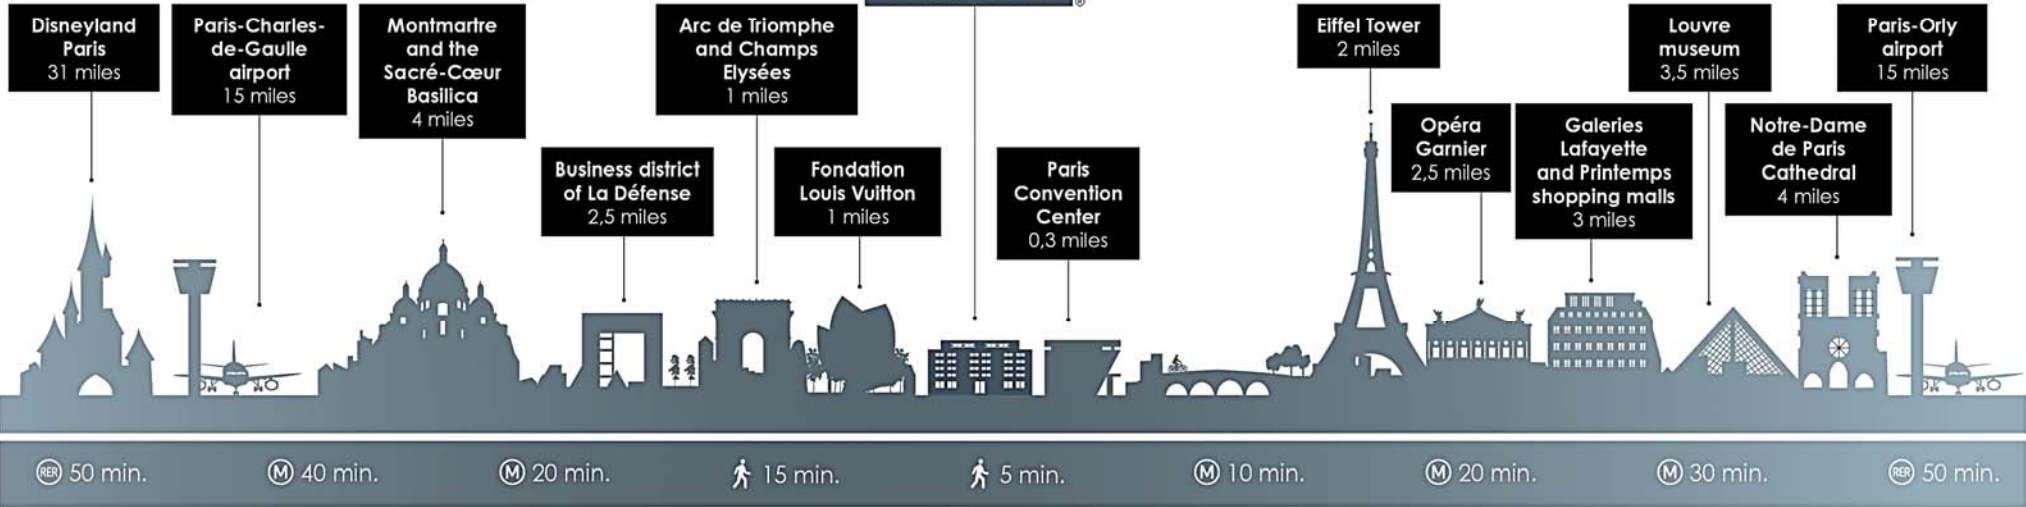 ®
Disneyland
Paris
31 miles
Paris-Charles-
de-Gaulle
airport
15 miles
Montmartre
and the
Sacré-Cœur
Basilica
4 miles
Business district
of La Défense
2,5 miles
Arc de Triomphe
and Champs
Elysées
1 miles
Fondation
Louis Vuitton
1 miles
Paris
Convention
Center
0,3 miles
Eiffel Tower
2 miles
Opéra
Garnier
2,5 miles
Galeries
Lafayette
and Printemps
shopping malls
3 miles
Louvre
museum
3,5 miles
Notre-Dame
de Paris
Cathedral
4 miles
Paris-Orly
airport
15 miles
RER 50 min.
M 40 min.
M 20 min.
15 min.
5 min.
M 10 min.
M 20 min.
M 30 min.
RER 50 min.